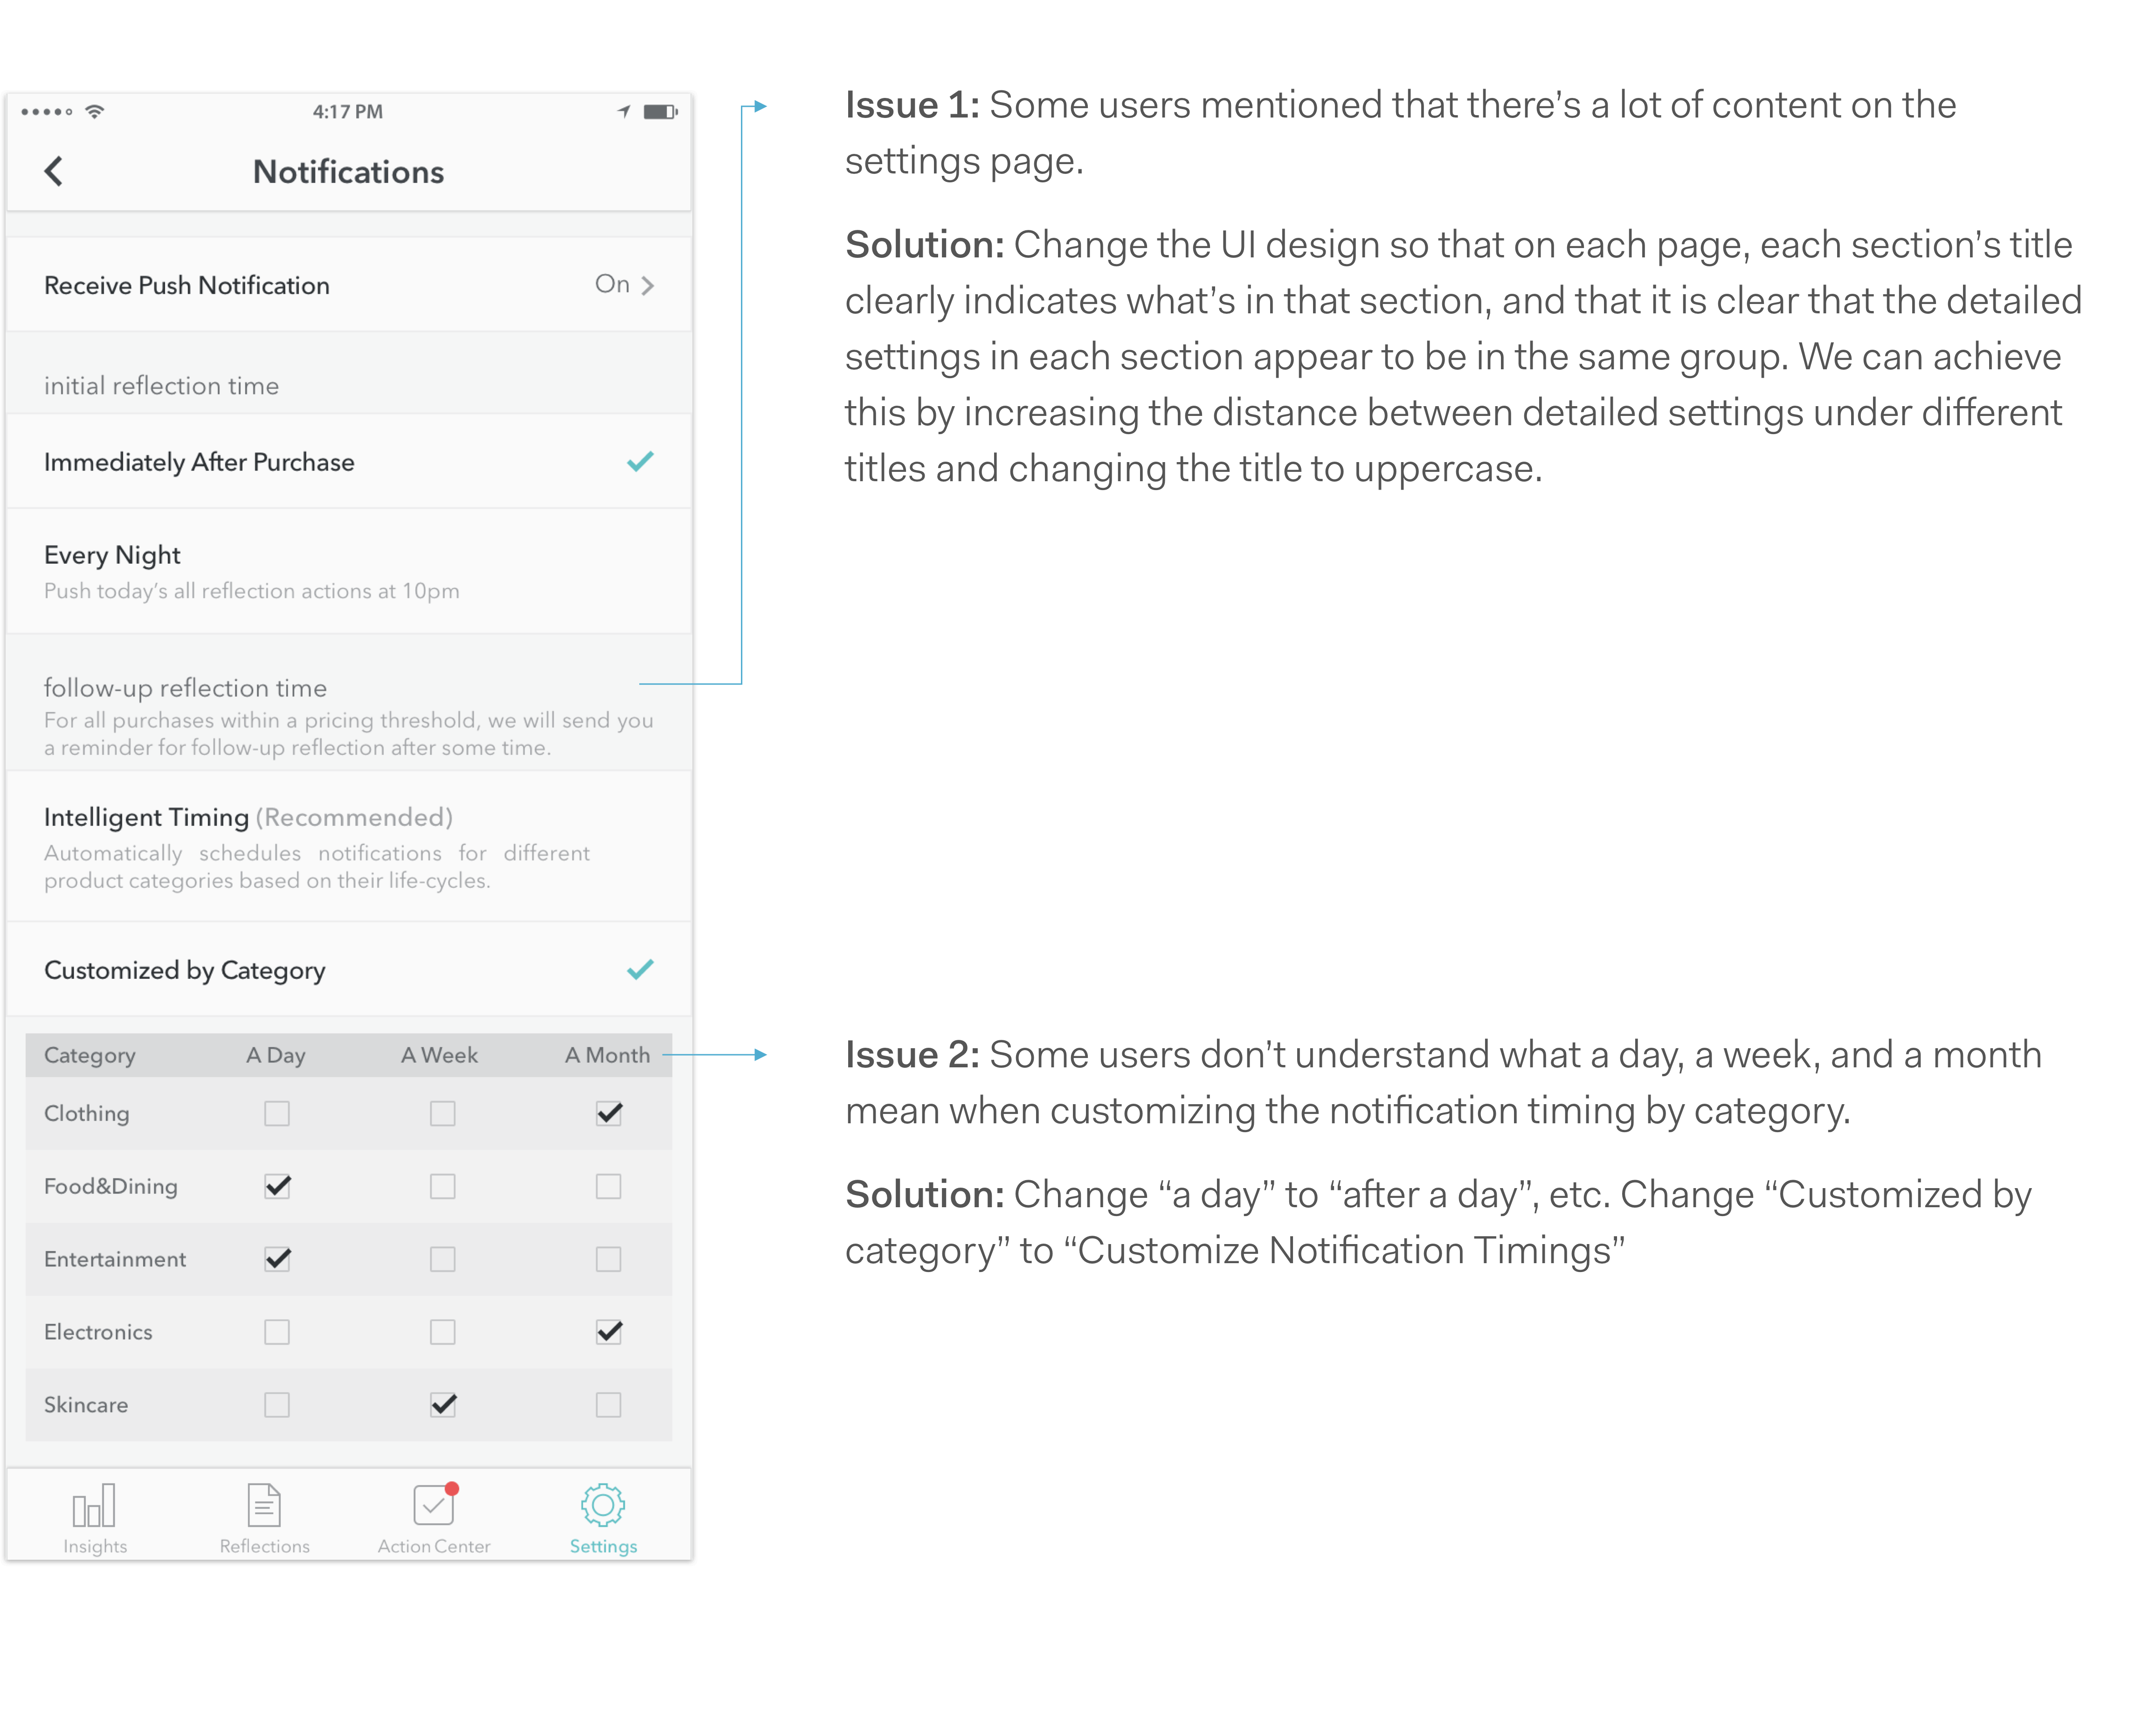 4:17 PM
Notifications
Receive Push Notification On
initial reflection time
Immediately After Purchase
Every Night
Push today’s all reflection actions at 10pm
follow-up reflection time
For all purchases within a pricing threshold, we will send you
a reminder for follow-up reflection after some time.
Intelligent Timing (Recommended)
Automatically schedules notifications for different
product categories based on their life-cycles.
Customized by Category
Category A Day A Week A Month
Clothing
Food&Dining
Entertainment
Electronics
Skincare
Insights Reflections Action Center Settings
Issue 1: Some users mentioned that there’s a lot of content on the
settings page.
Solution: Change the UI design so that on each page, each section’s title
clearly indicates what’s in that section, and that it is clear that the detailed
settings in each section appear to be in the same group. We can achieve
this by increasing the distance between detailed settings under different
titles and changing the title to uppercase.
Issue 2: Some users don’t understand what a day, a week, and a month
mean when customizing the notification timing by category.
Solution: Change “a day” to “after a day”, etc. Change “Customized by
category” to “Customize Notification Timings”